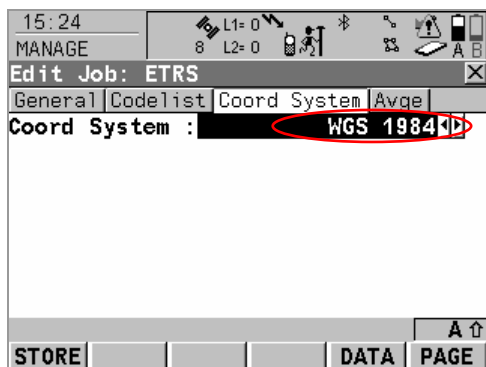 15:24
L1= 0
MANAGE
8 L2= 0
A B
Edit Job: ETRS
General Codelist Coord System Avge
Coord System : WGS 1984
A
STORE DATA PAGE